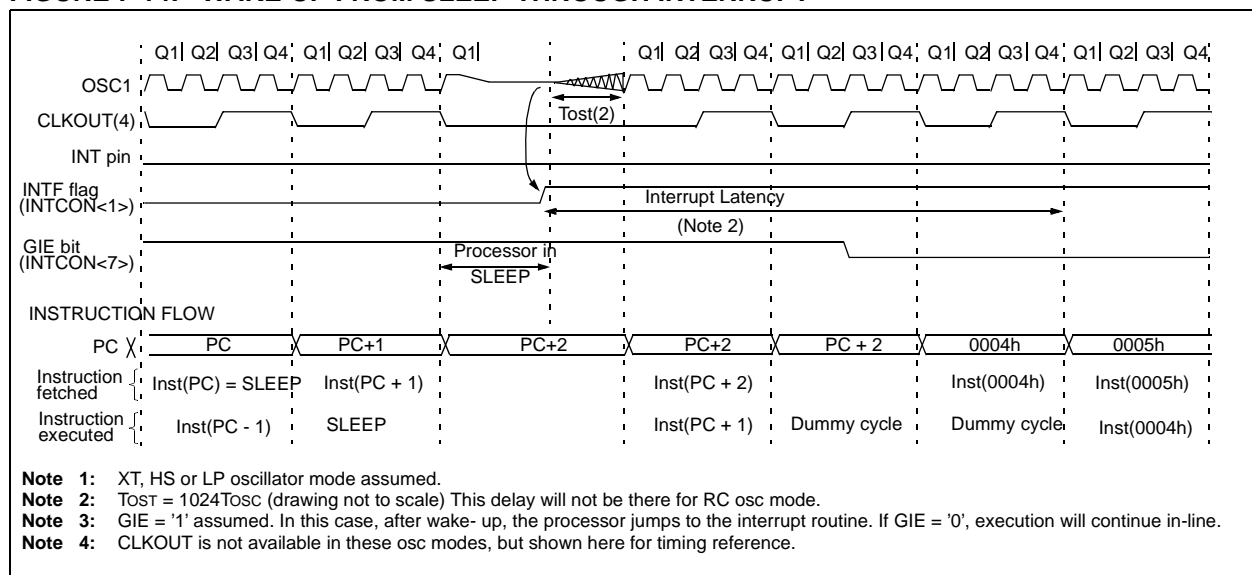 Q1| Q2| Q3| Q4 Q1| Q2| Q3| Q4 Q1| Q1| Q2| Q3| Q4 Q1| Q2| Q3| Q4 Q1| Q2| Q3| Q4 Q1| Q2| Q3| Q4
OSC1
Tost(2)
CLKOUT(4)
INT pin
INTF flag
(INTCON<1>)
Interrupt Latency
(Note 2)
GIE bit
(INTCON<7>)
Processor in
SLEEP
INSTRUCTION FLOW
PC PC PC+1 PC+2 PC+2 PC + 2 0004h 0005h
Instruction fetched Inst(PC) = SLEEP Inst(PC + 1) Inst(PC + 2) Inst(0004h) Inst(0005h)
Instruction executed Inst(PC - 1) SLEEP Inst(PC + 1) Dummy cycle Dummy cycle Inst(0004h)
Note 1: XT, HS or LP oscillator mode assumed.
Note 2: TOST = 1024TOSC (drawing not to scale) This delay will not be there for RC osc mode.
Note 3: GIE = '1' assumed. In this case, after wake- up, the processor jumps to the interrupt routine. If GIE = '0', execution will continue in-line.
Note 4: CLKOUT is not available in these osc modes, but shown here for timing reference.